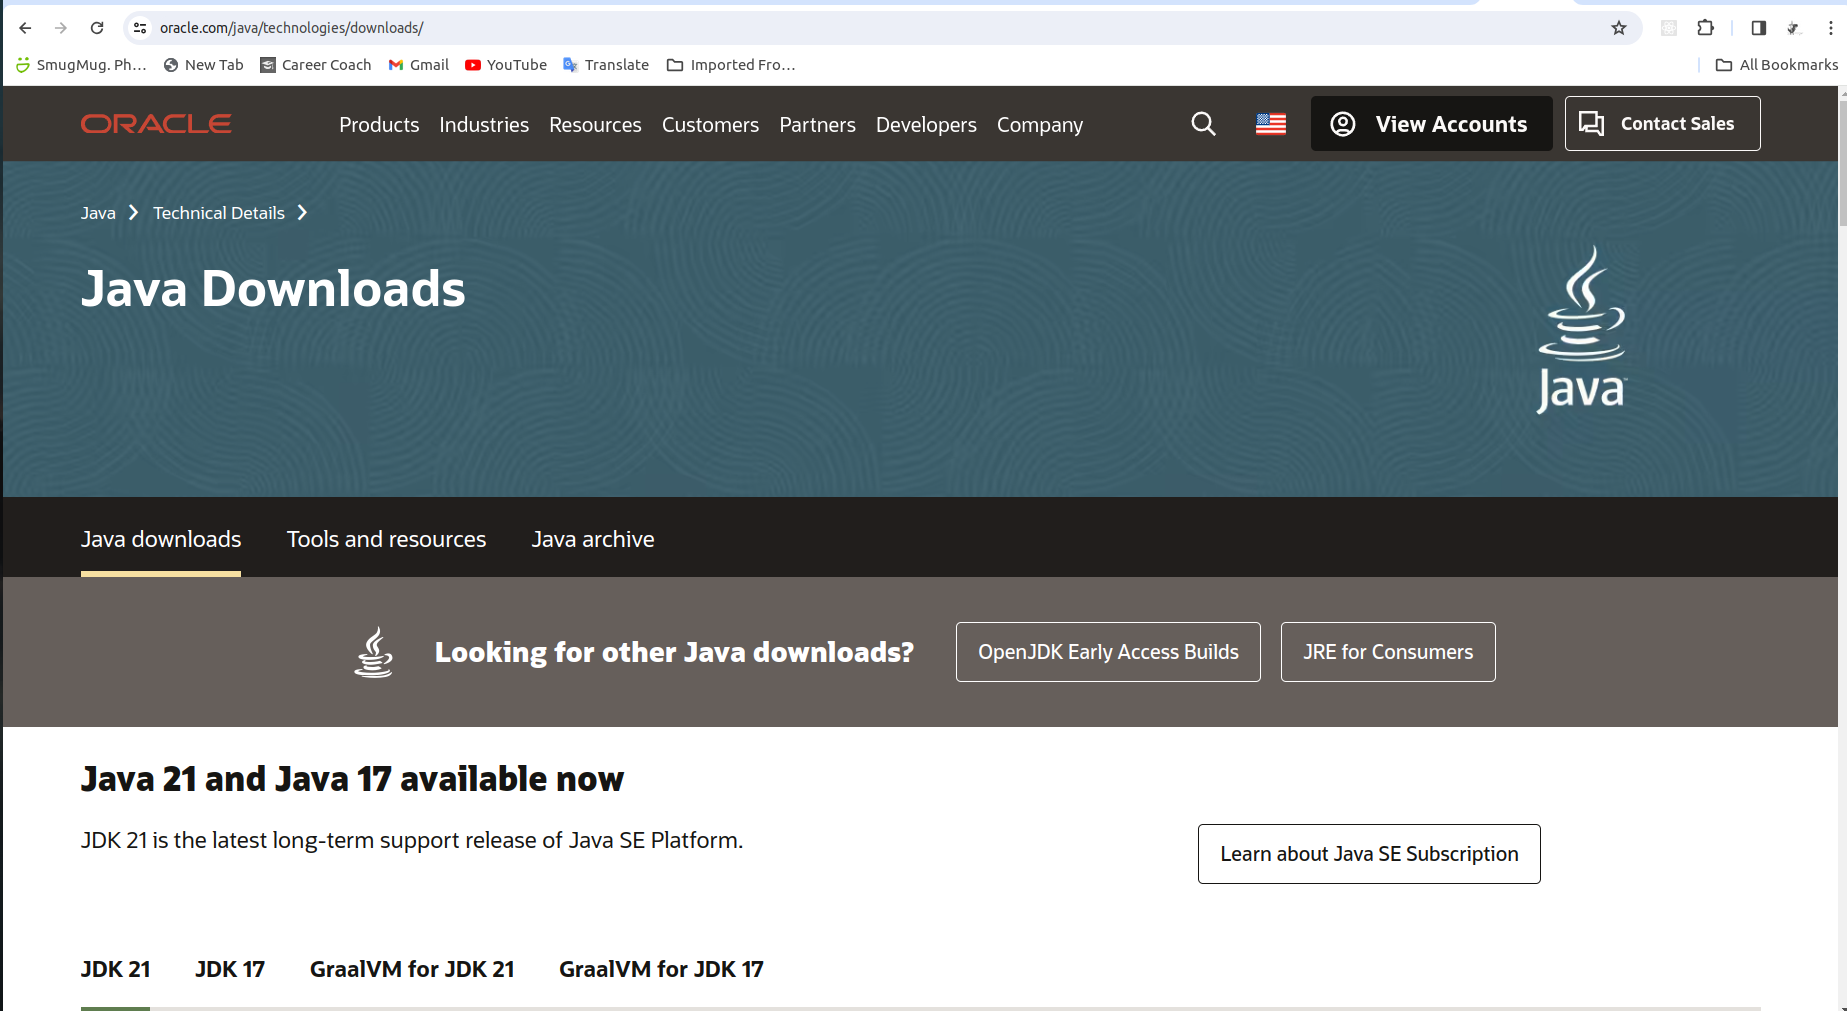 oracle.com/java/technologies/downloads/
SmugMug. Ph... New Tab Career Coach Gmail YouTube Translate Imported Fro... All Bookmarks
ORACLE Products Industries Resources Customers Partners Developers Company View Accounts Contact Sales
Java Technical Details
Java Downloads
Java
Java downloads Tools and resources Java archive
Looking for other Java downloads? OpenJDK Early Access Builds JRE for Consumers
Java 21 and Java 17 available now
JDK 21 is the latest long-term support release of Java SE Platform.
Learn about Java SE Subscription
JDK 21 JDK 17 GraalVM for JDK 21 GraalVM for JDK 17